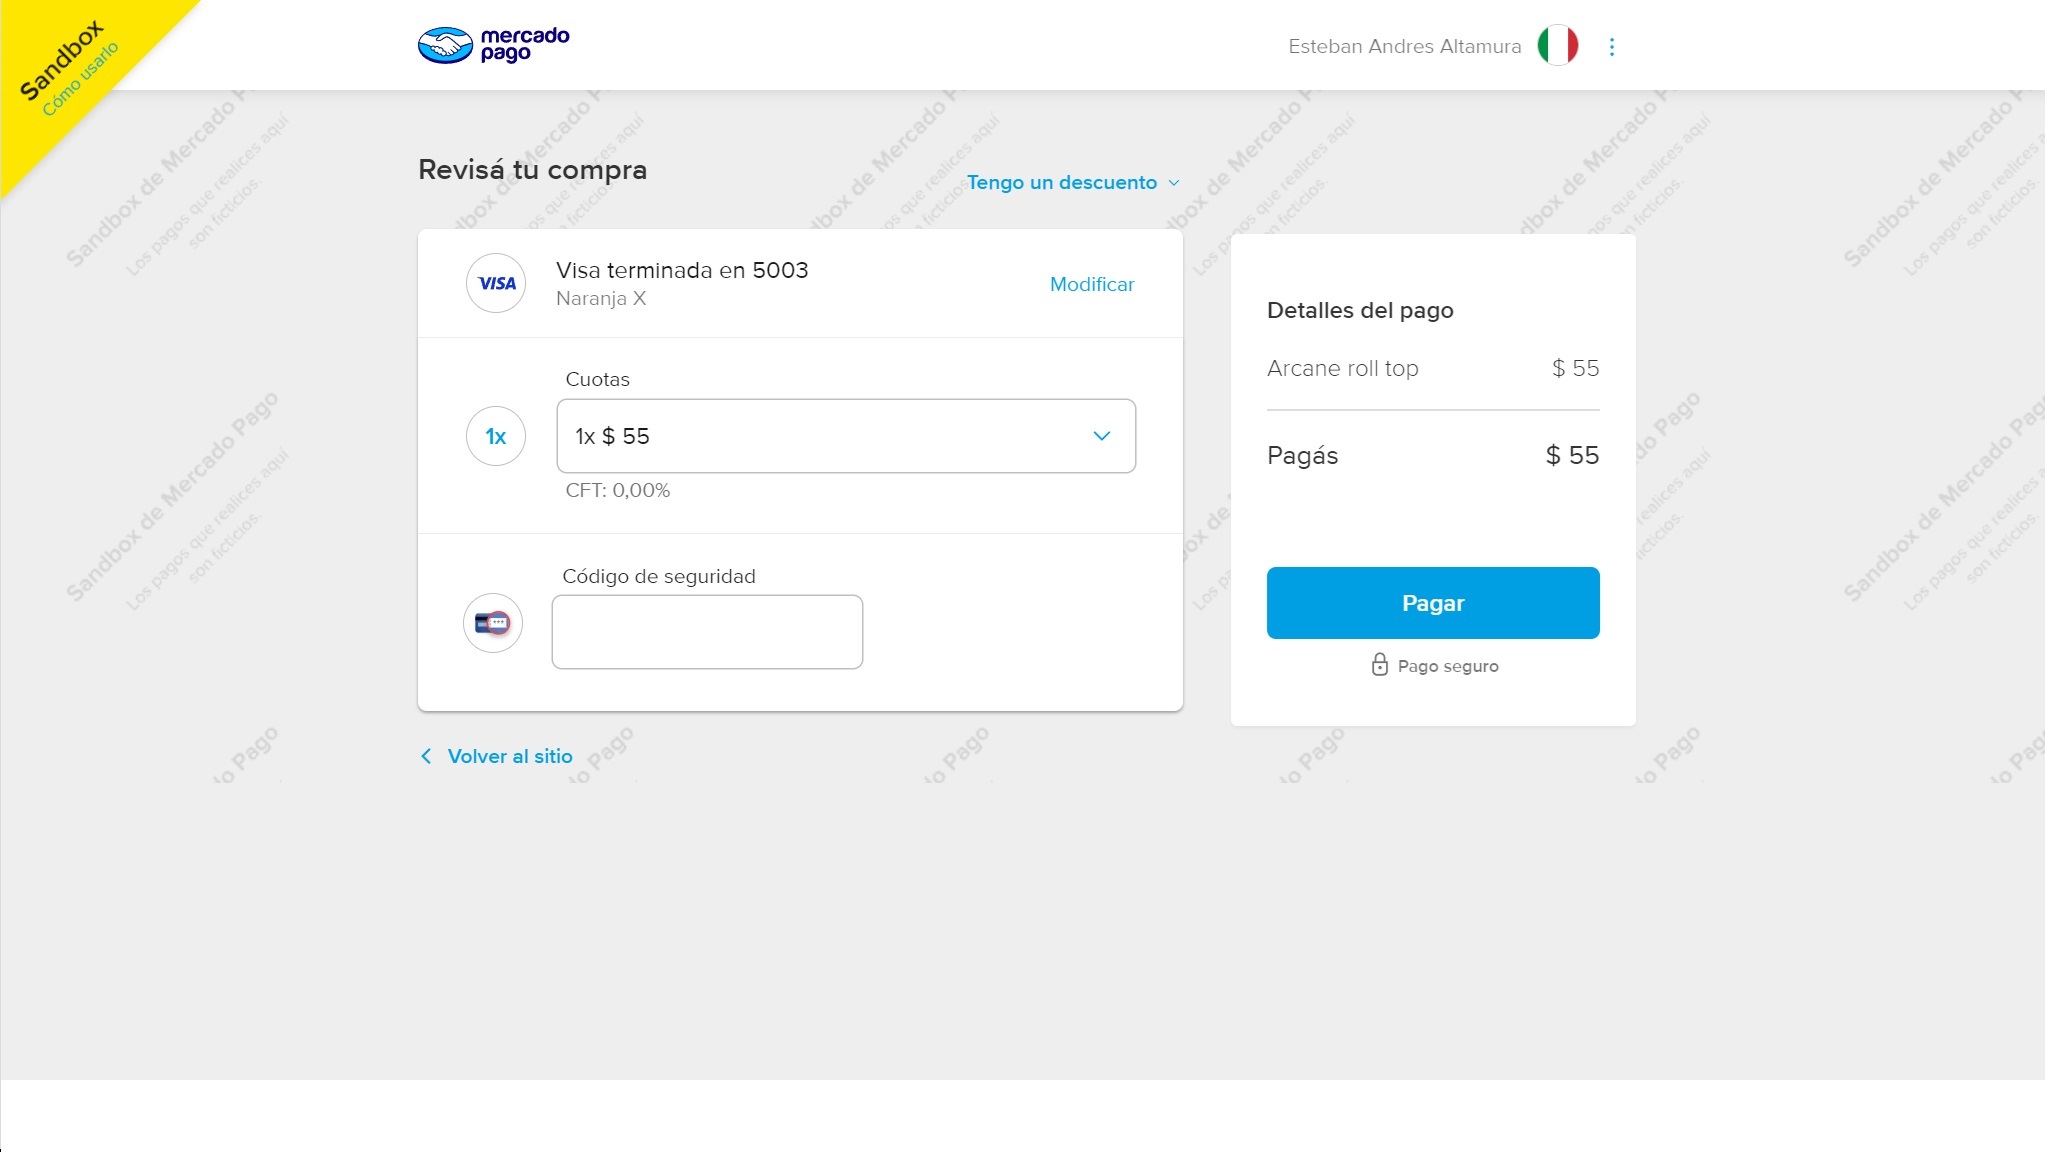 Sandbox
Cómo usarlo
mercado
pago
Esteban Andres Altamura
Revisá tu compra
Tengo un descuento
VISA
Visa terminada en 5003
Naranja X
Modificar
Cuotas
1x
1x $ 55
CFT: 0,00%
Código de seguridad
Volver al sitio
Detalles del pago
Arcane roll top $ 55
Pagás $ 55
Pagar
Pago seguro
Sandbox de Mercado Pago
Los pagos que realices aquí
son ficticios.